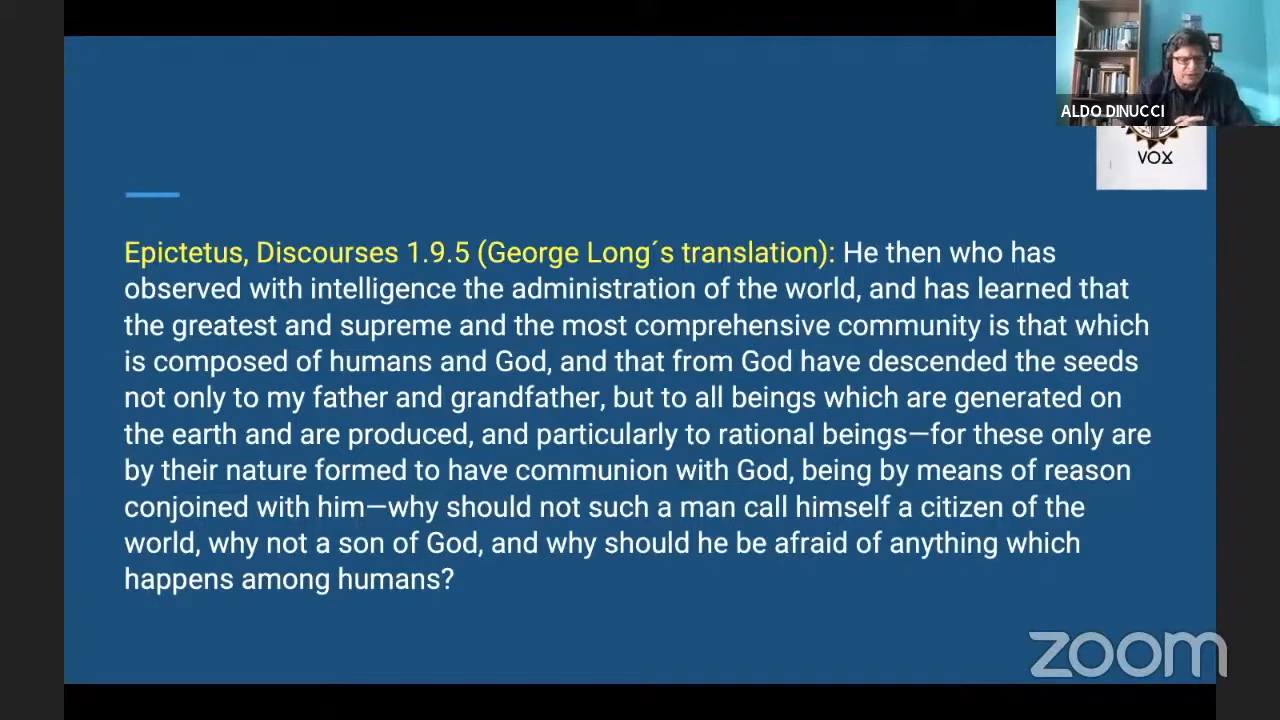 ALDO DINUCCI
VOX
Epictetus, Discourses 1.9.5 (George Long´s translation): He then who has
observed with intelligence the administration of the world, and has learned that
the greatest and supreme and the most comprehensive community is that which
is composed of humans and God, and that from God have descended the seeds
not only to my father and grandfather, but to all beings which are generated on
the earth and are produced, and particularly to rational beings—for these only are
by their nature formed to have communion with God, being by means of reason
conjoined with him—why should not such a man call himself a citizen of the
world, why not a son of God, and why should he be afraid of anything which
happens among humans?
zoom